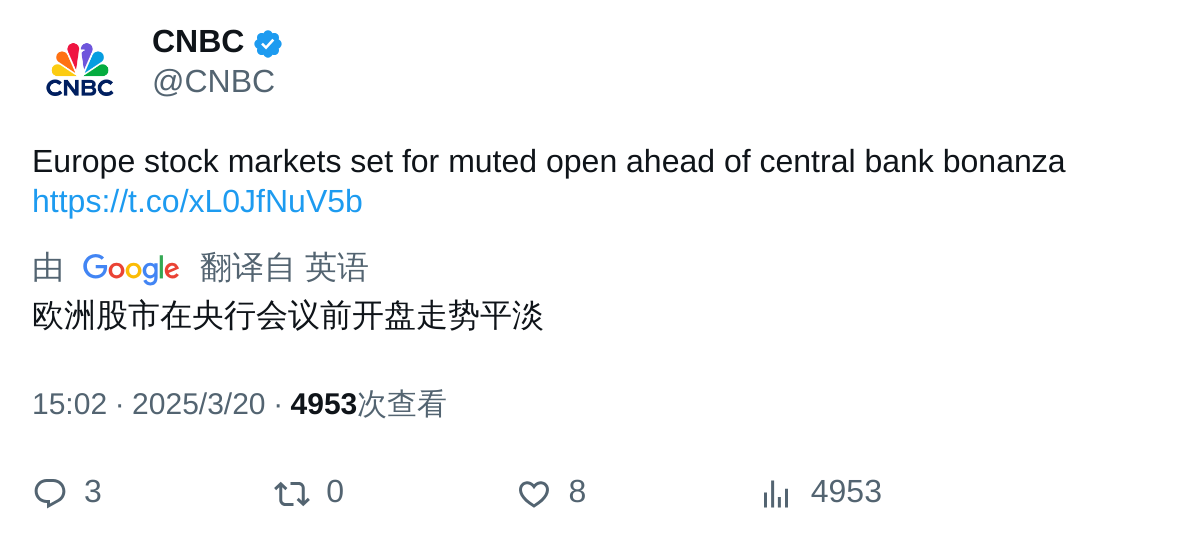 CNBC
@CNBC
CNBC
Europe stock markets set for muted open ahead of central bank bonanza
https://t.co/xL0JfNuV5b
由 Google 翻译自 英语
欧洲股市在央行会议前开盘走势平淡
15:02 · 2025/3/20 · 4953次查看
3 0 8 4953